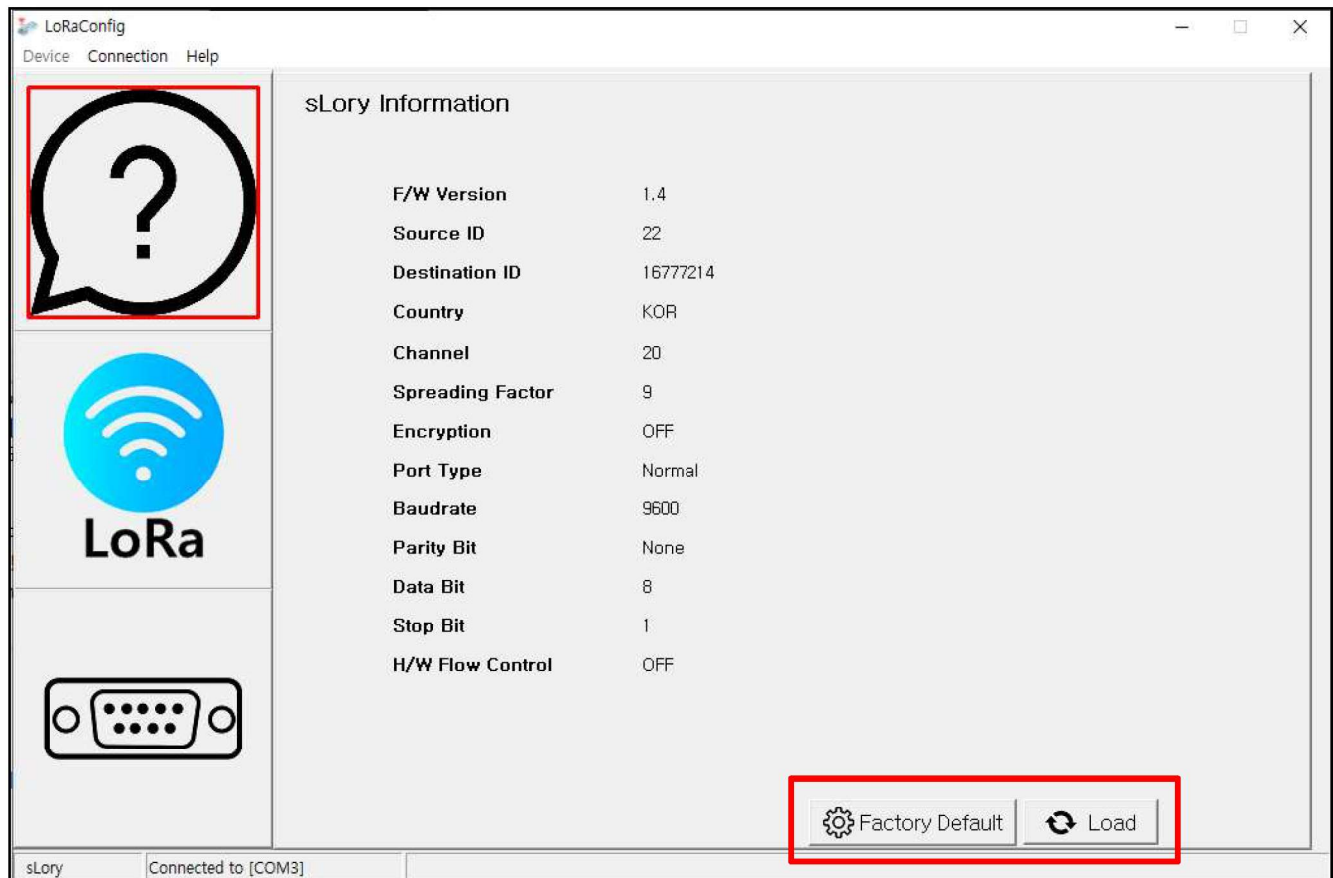 LoRaConfig
Device Connection Help
?
sLory Information
F/W Version 1.4
Source ID 22
Destination ID 16777214
Country KOR
Channel 20
Spreading Factor 9
Encryption OFF
Port Type Normal
Baudrate 9600
Parity Bit None
Data Bit 8
Stop Bit 1
H/W Flow Control OFF
LoRa
Factory Default Load
sLory Connected to [COM3]